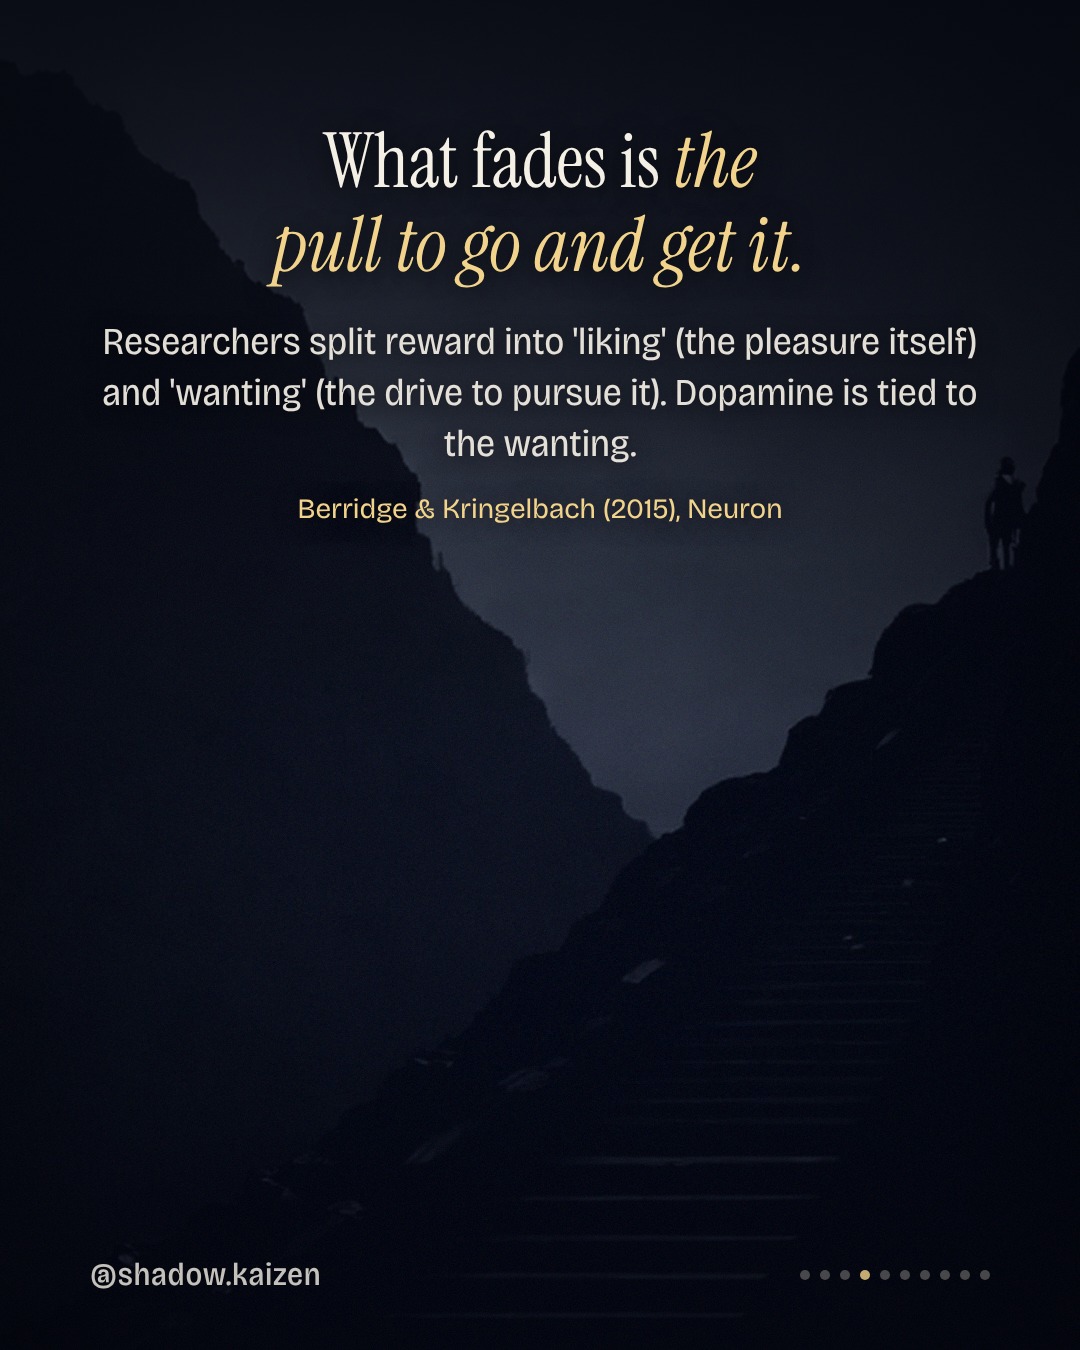 What fades is the
pull to go and get it.
Researchers split reward into 'liking' (the pleasure itself)
and 'wanting' (the drive to pursue it). Dopamine is tied to
the wanting.
Berridge & Kringelbach (2015), Neuron
@shadow.kaizen